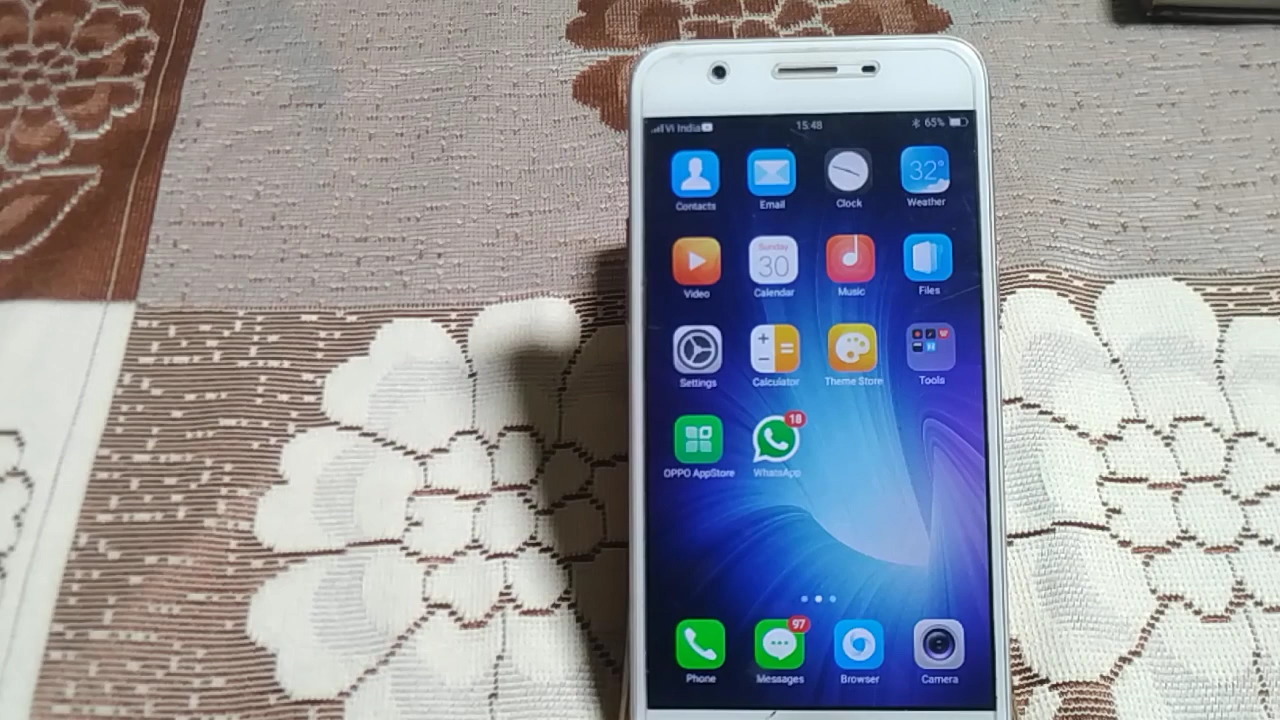 Vi India 15:48 65%
Contacts Email Clock Weather
32°
Sunday
30
Video Calendar Music Files
Settings Calculator Theme Store Tools
18
OPPO AppStore WhatsApp
97
Phone Messages Browser Camera